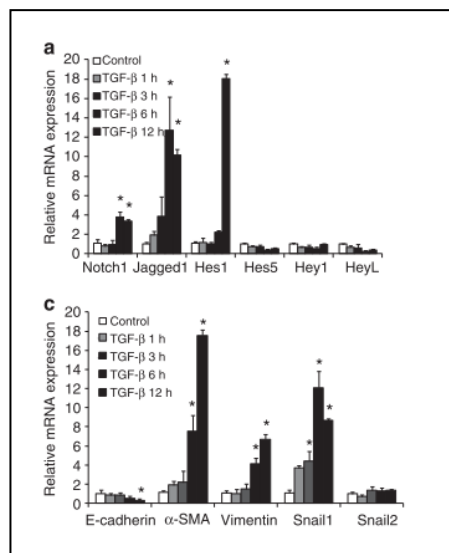 a
Control
TGF-β 1 h
TGF-β 3 h
TGF-β 6 h
TGF-β 12 h
Relative mRNA expression
20
18
16
14
12
10
8
6
4
2
0
* * * * *
Notch1 Jagged1 Hes1 Hes5 Hey1 HeyL
c
Control
TGF-β 1 h
TGF-β 3 h
TGF-β 6 h
TGF-β 12 h
Relative mRNA expression
20
18
16
14
12
10
8
6
4
2
0
* * * * * * * *
E-cadherin α-SMA Vimentin Snail1 Snail2